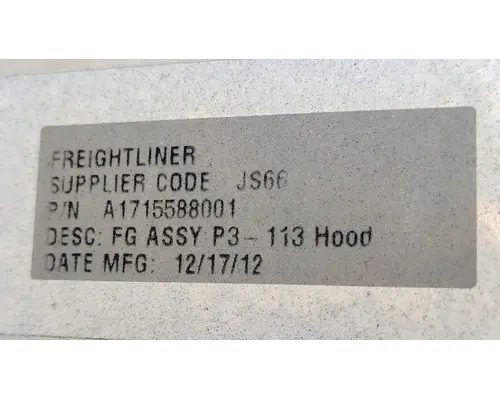 FREIGHTLINER
SUPPLIER CODE JS66
P/N A1715588001
DESC: FG ASSY P3-113 Hood
DATE MFG: 12/17/12